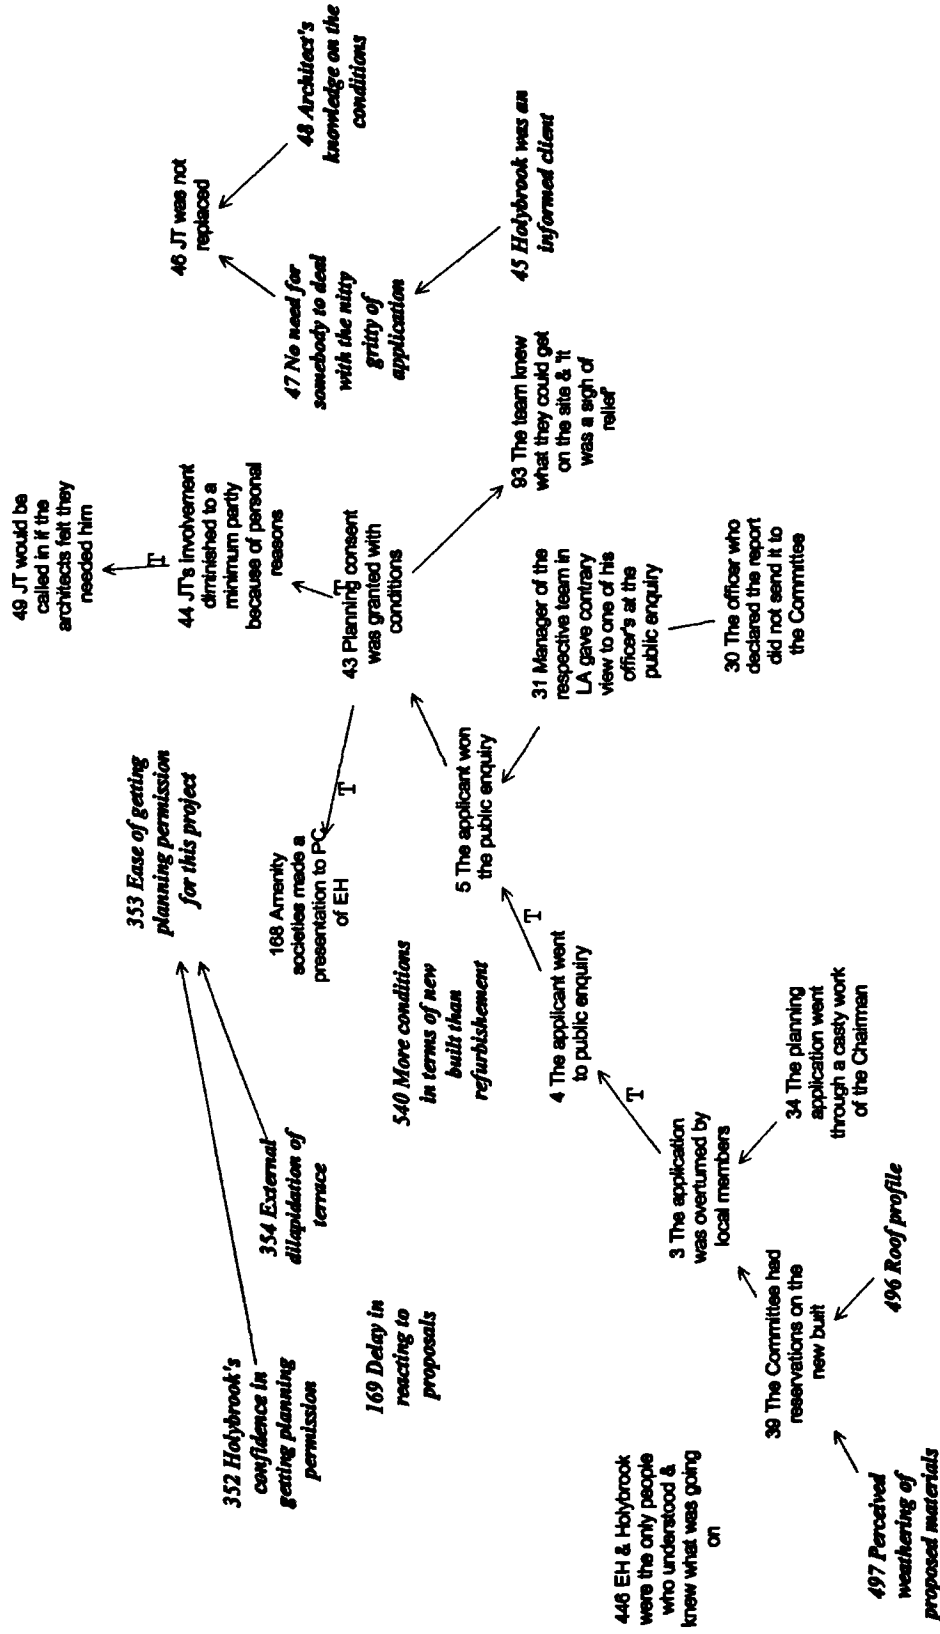 49 JT would be
called in if the
architects felt they
needed him
T
44 JT's involvement
diminished to a
minimum partly
because of personal
reasons
T
46 JT was not
replaced
48 Architect's
knowledge on the
conditions
47 No need for
somebody to deal
with the nitty
gritty of
application
45 Holybrook was an
informed client
353 Ease of getting
planning permission
for this project
43 Planning consent
was granted with
conditions
93 The team knew
what they could get
on the site & "it
was a sigh of
relief"
168 Amenity
societies made a
presentation to PC
of EH
T
5 The applicant won
the public enquiry
31 Manager of the
respective team in
LA gave contrary
view to one of his
officer's at the
public enquiry
30 The officer who
declared the report
did not send it to
the Committee
352 Holybrook's
confidence in
getting planning
permission
354 External
dilapidation of
terrace
540 More conditions
in terms of new
built than
refurbishement
T
4 The applicant went
to public enquiry
169 Delay in
reacting to
proposals
T
3 The application
was overturned by
local members
34 The planning
application went
through a casty work
of the Chairman
446 EH & Holybrook
were the only people
who understood &
knew what was going
on
39 The Committee had
reservations on the
new built
496 Roof profile
497 Perceived
weathering of
proposed materials